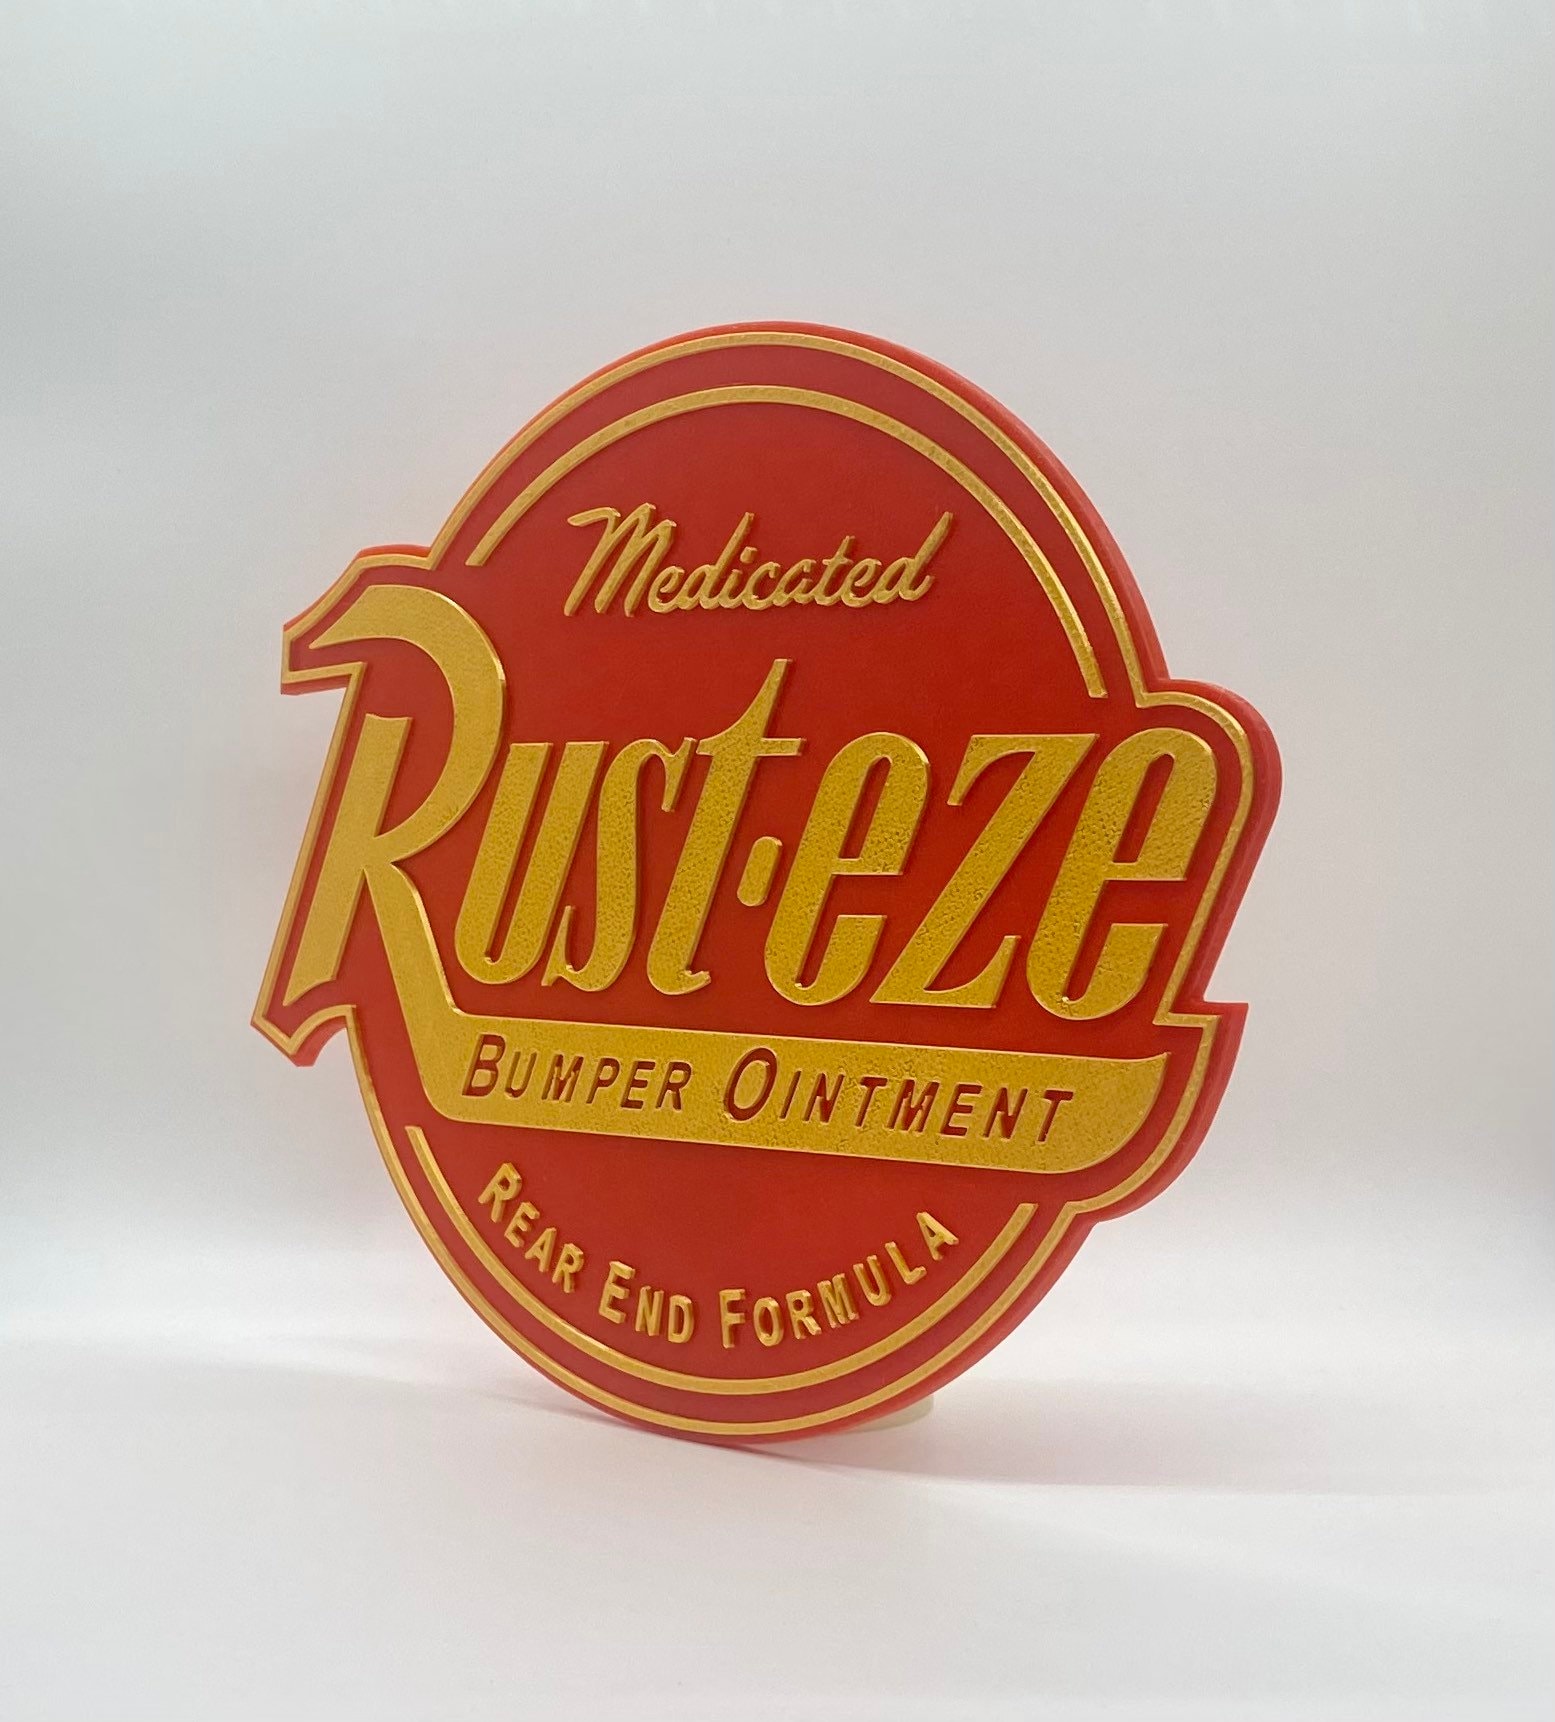 Medicated
Rust·eze
BUMPER OINTMENT
REAR END FORMULA